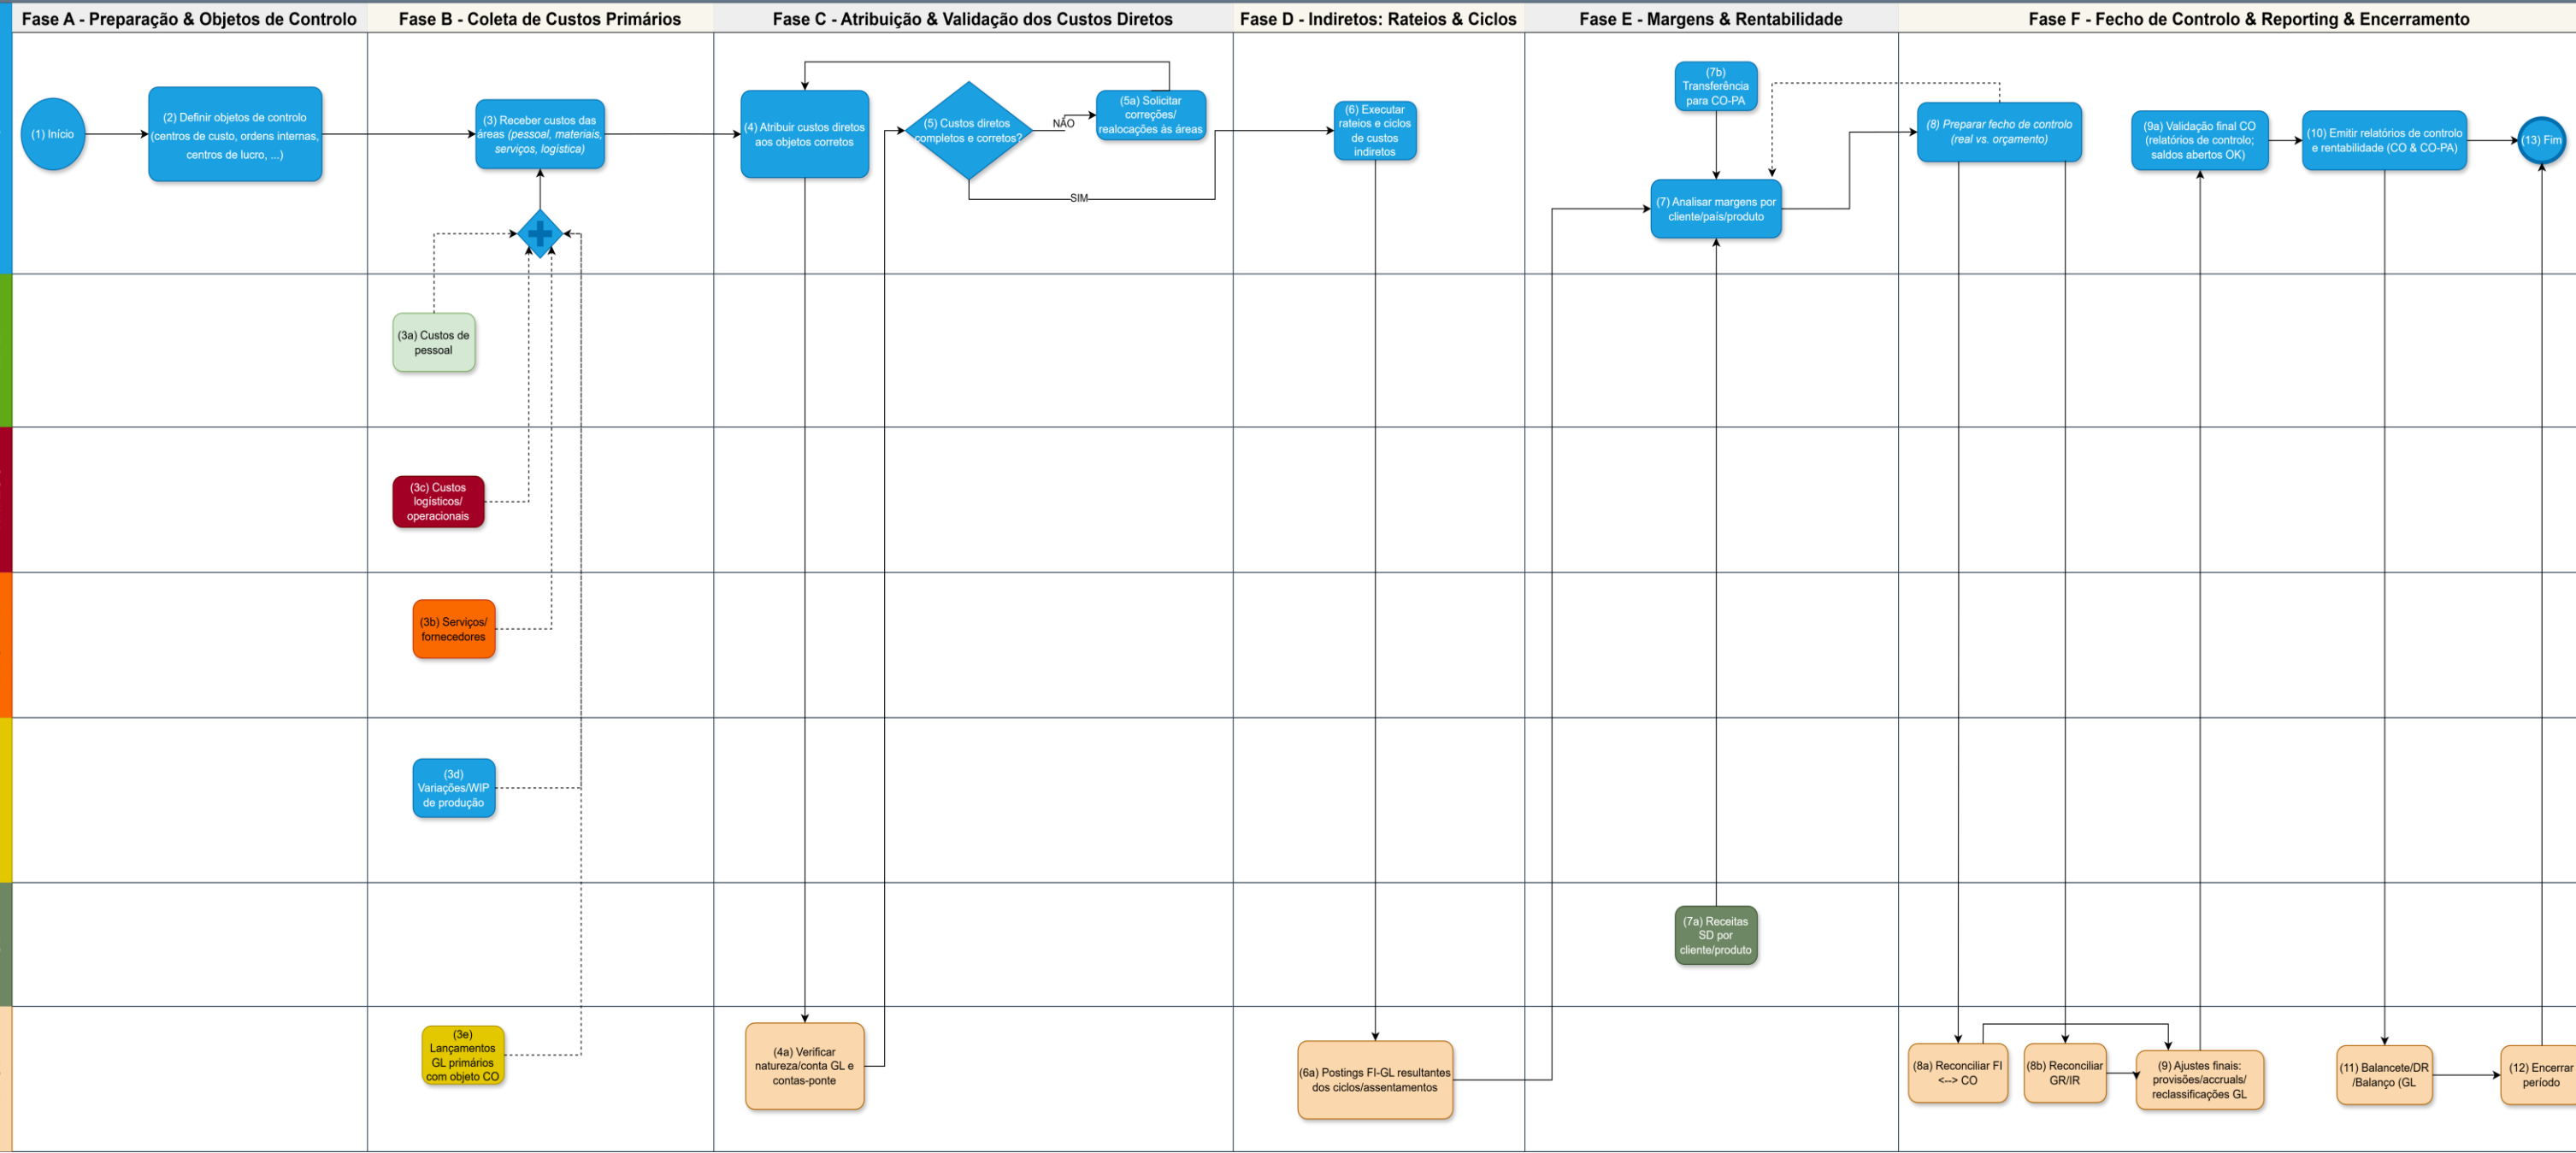 Fase A - Preparação & Objetos de Controlo
Fase B - Coleta de Custos Primários
Fase C - Atribuição & Validação dos Custos Diretos
Fase D - Indiretos: Rateios & Ciclos
Fase E - Margens & Rentabilidade
Fase F - Fecho de Controlo & Reporting & Encerramento
(1) Início
(2) Definir objetos de controlo
(centros de custo, ordens internas,
centros de lucro, ...)
(3) Receber custos das
áreas (pessoal, materiais,
serviços, logística)
(3a) Custos de
pessoal
(3c) Custos
logísticos/
operacionais
(3b) Serviços/
fornecedores
(3d)
Variações/WIP
de produção
(3e)
Lançamentos
GL primários
com objeto CO
(4) Atribuir custos diretos
aos objetos corretos
(5) Custos diretos
completos e corretos?
NÃO
SIM
(5a) Solicitar
correções/
realocações às áreas
(4a) Verificar
natureza/conta GL e
contas-ponte
(6) Executar
rateios e ciclos
de custos
indiretos
(6a) Postings FI-GL resultantes
dos ciclos/assentamentos
(7b)
Transferência
para CO-PA
(7) Analisar margens por
cliente/país/produto
(7a) Receitas
SD por
cliente/produto
(8) Preparar fecho de controlo
(real vs. orçamento)
(9a) Validação final CO
(relatórios de controlo;
saldos abertos OK)
(10) Emitir relatórios de controlo
e rentabilidade (CO & CO-PA)
(13) Fim
(8a) Reconciliar FI
<--> CO
(8b) Reconciliar
GR/IR
(9) Ajustes finais:
provisões/accruals/
reclassificações GL
(11) Balancete/DR
/Balanço (GL
(12) Encerrar
período